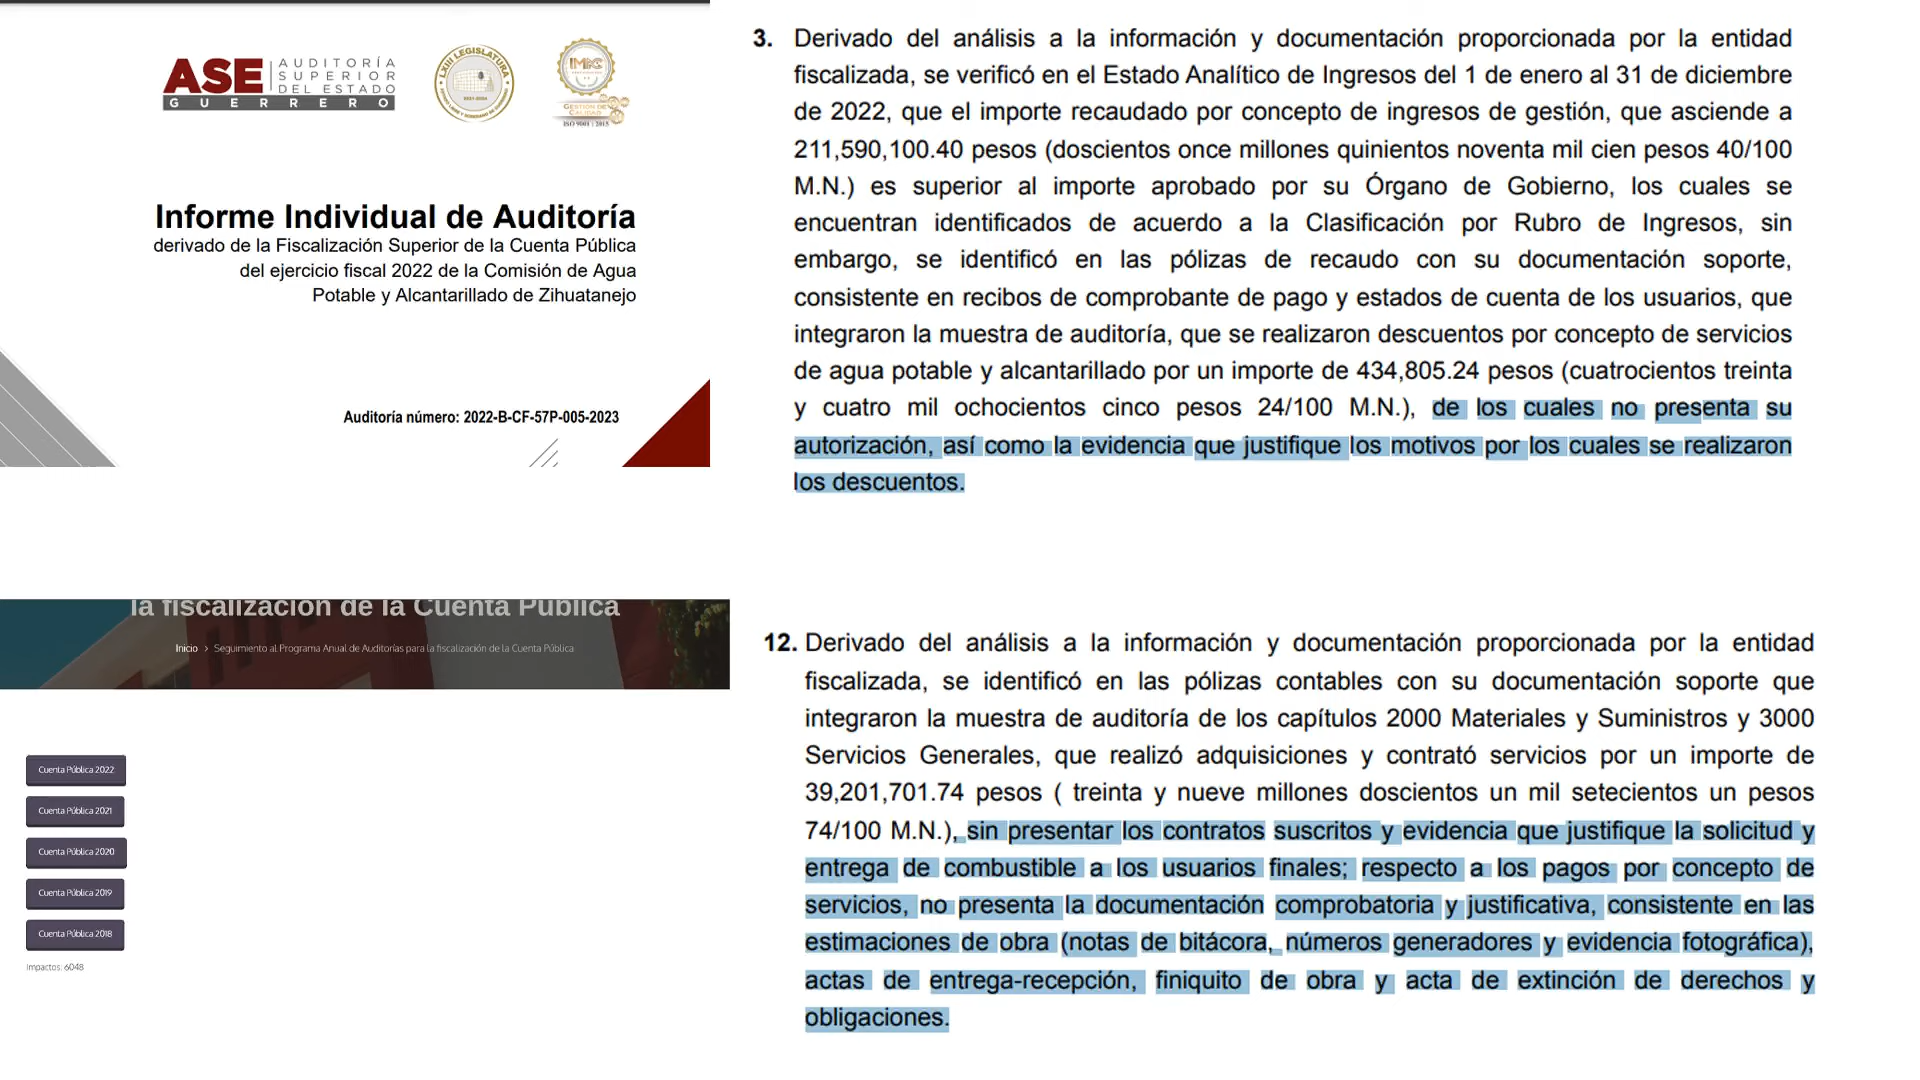 ASE AUDITORÍA
SUPERIOR
DEL ESTADO
GUERRERO
LXIII LEGISLATURA
2021-2024
IMNC
GESTIÓN DE
CALIDAD
ISO 9001 : 2015
Informe Individual de Auditoría
derivado de la Fiscalización Superior de la Cuenta Pública
del ejercicio fiscal 2022 de la Comisión de Agua
Potable y Alcantarillado de Zihuatanejo
Auditoría número: 2022-B-CF-57P-005-2023
3. Derivado del análisis a la información y documentación proporcionada por la entidad
fiscalizada, se verificó en el Estado Analítico de Ingresos del 1 de enero al 31 de diciembre
de 2022, que el importe recaudado por concepto de ingresos de gestión, que asciende a
211,590,100.40 pesos (doscientos once millones quinientos noventa mil cien pesos 40/100
M.N.) es superior al importe aprobado por su Órgano de Gobierno, los cuales se
encuentran identificados de acuerdo a la Clasificación por Rubro de Ingresos, sin
embargo, se identificó en las pólizas de recaudo con su documentación soporte,
consistente en recibos de comprobante de pago y estados de cuenta de los usuarios, que
integraron la muestra de auditoría, que se realizaron descuentos por concepto de servicios
de agua potable y alcantarillado por un importe de 434,805.24 pesos (cuatrocientos treinta
y cuatro mil ochocientos cinco pesos 24/100 M.N.), de los cuales no presenta su
autorización, así como la evidencia que justifique los motivos por los cuales se realizaron
los descuentos.
la fiscalización de la Cuenta Pública
Inicio > Seguimiento al Programa Anual de Auditorías para la fiscalización de la Cuenta Pública
Cuenta Pública 2022
Cuenta Pública 2021
Cuenta Pública 2020
Cuenta Pública 2019
Cuenta Pública 2018
Impactos: 6048
12. Derivado del análisis a la información y documentación proporcionada por la entidad
fiscalizada, se identificó en las pólizas contables con su documentación soporte que
integraron la muestra de auditoría de los capítulos 2000 Materiales y Suministros y 3000
Servicios Generales, que realizó adquisiciones y contrató servicios por un importe de
39,201,701.74 pesos ( treinta y nueve millones doscientos un mil setecientos un pesos
74/100 M.N.), sin presentar los contratos suscritos y evidencia que justifique la solicitud y
entrega de combustible a los usuarios finales; respecto a los pagos por concepto de
servicios, no presenta la documentación comprobatoria y justificativa, consistente en las
estimaciones de obra (notas de bitácora, números generadores y evidencia fotográfica),
actas de entrega-recepción, finiquito de obra y acta de extinción de derechos y
obligaciones.